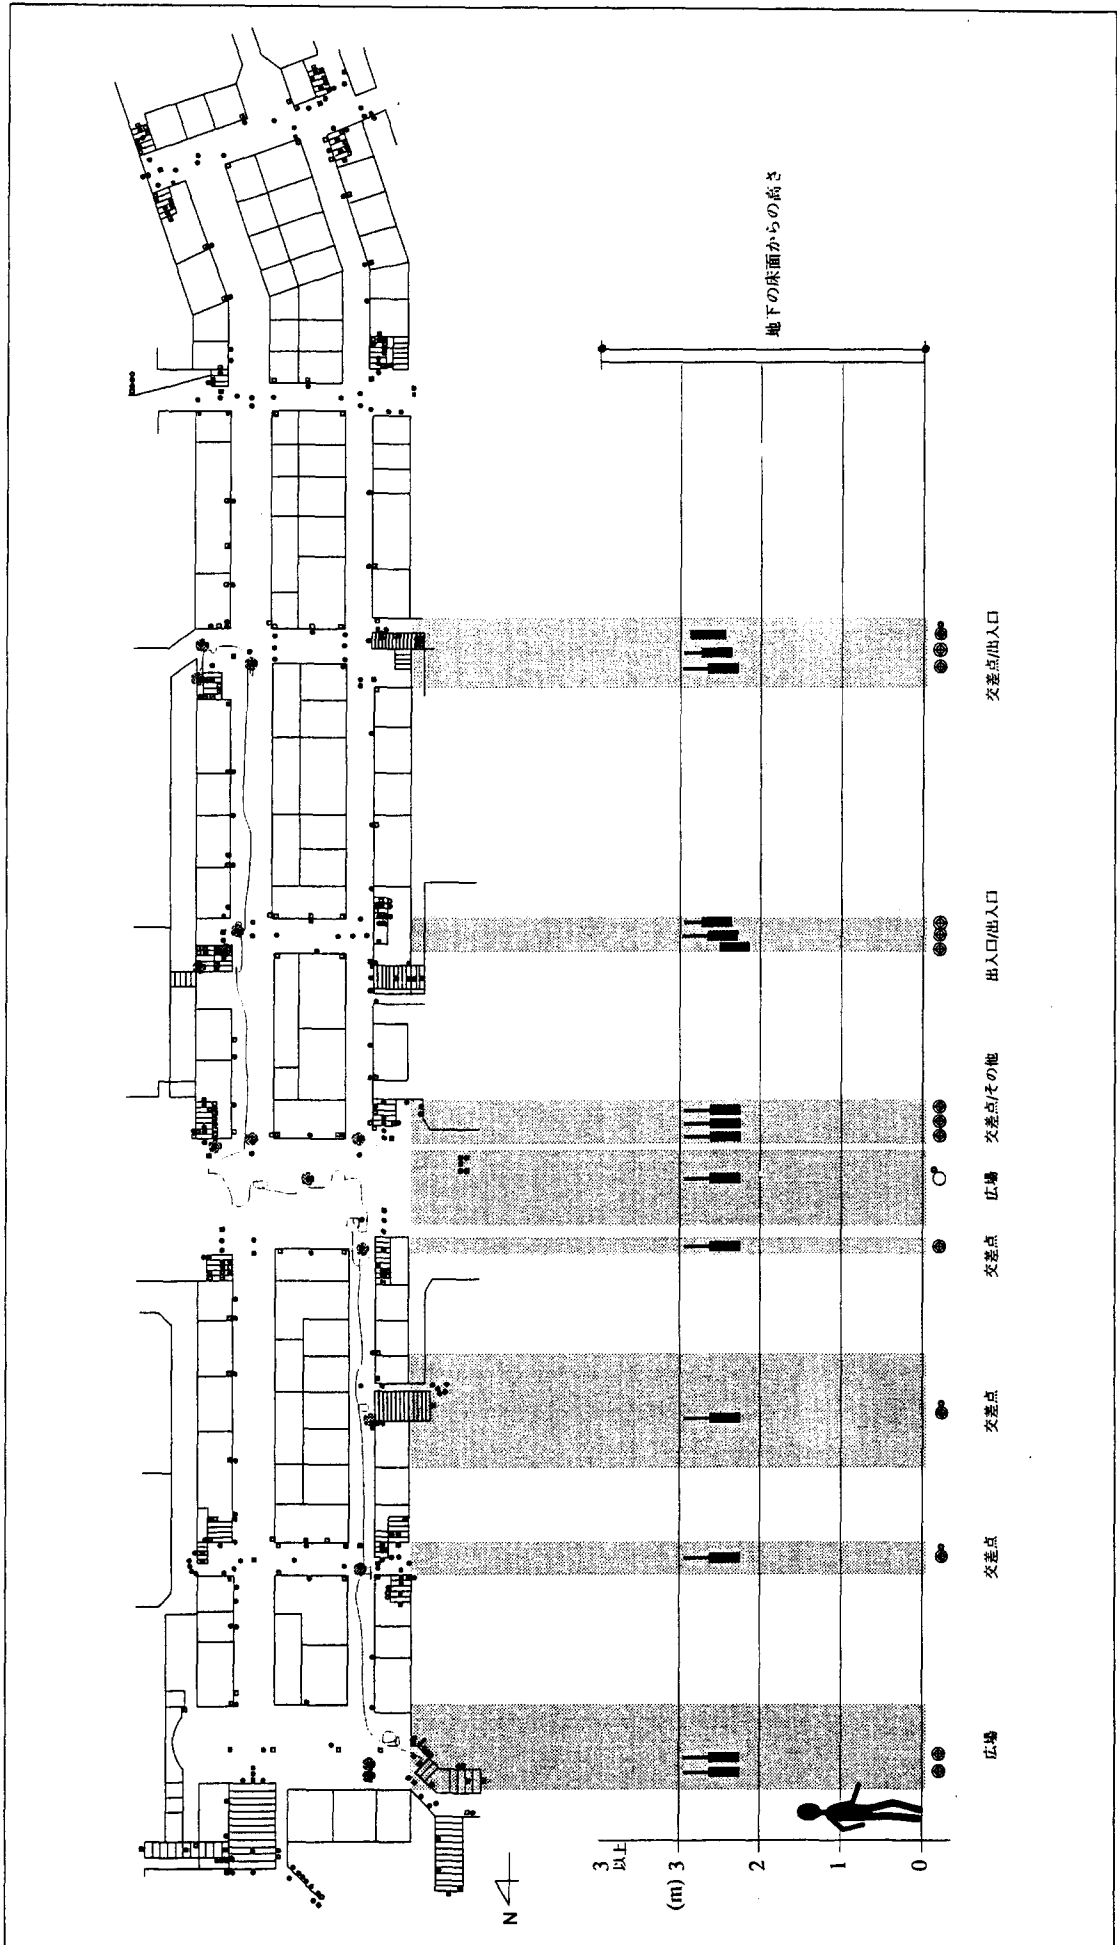 地下の床面からの高さ
3
以上
(m) 3
2
1
0
広場
交差点
交差点
交差点
広場
交差点/その他
出入口/出入口
交差点/出入口
N